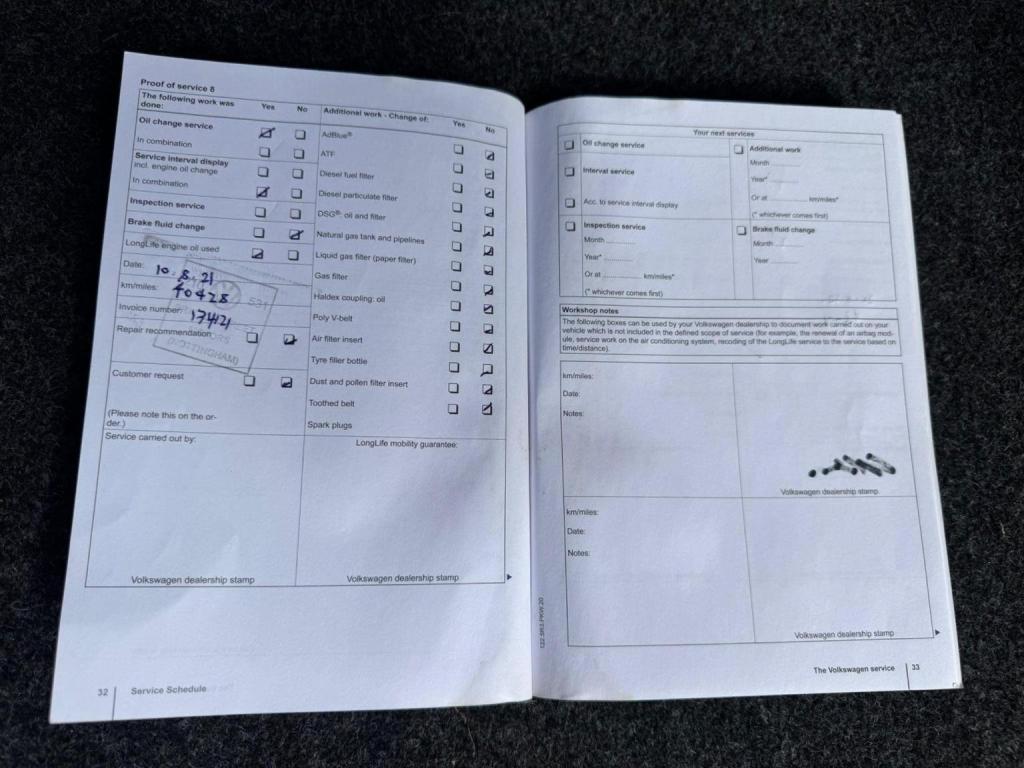 Proof of service 8
The following work was done: Yes No
Oil change service
In combination
Service interval display
incl. engine oil change
In combination
Inspection service
Brake fluid change
LongLife engine oil used
Date: 10.8.21
km/miles: 40428
Invoice number: 174121
531
(NOTTINGHAM)
Repair recommendation
Customer request
(Please note this on the or-
der.)
Additional work - Change of: Yes No
AdBlue®
ATF
Diesel fuel filter
Diesel particulate filter
DSG®: oil and filter
Natural gas tank and pipelines
Liquid gas filter (paper filter)
Gas filter
Haldex coupling: oil
Poly V-belt
Air filter insert
Tyre filler bottle
Dust and pollen filter insert
Toothed belt
Spark plugs
Service carried out by:
Volkswagen dealership stamp
LongLife mobility guarantee:
Volkswagen dealership stamp
32 Service Schedule
Your next services
Oil change service
Interval service
Acc. to service interval display
Inspection service
Month ............
Year* ............
Or at ............ km/miles*
(* whichever comes first)
Additional work
Month ............
Year* ............
Or at ............ km/miles*
(* whichever comes first)
Brake fluid change
Month ............
Year ............
Workshop notes
The following boxes can be used by your Volkswagen dealership to document work carried out on your
vehicle which is not included in the defined scope of service (for example, the renewal of an airbag mod-
ule, service work on the air conditioning system, recoding of the LongLife service to the service based on
time/distance).
km/miles:
Date:
Notes:
Volkswagen dealership stamp
km/miles:
Date:
Notes:
Volkswagen dealership stamp
122.5R3.PKW.20
The Volkswagen service 33